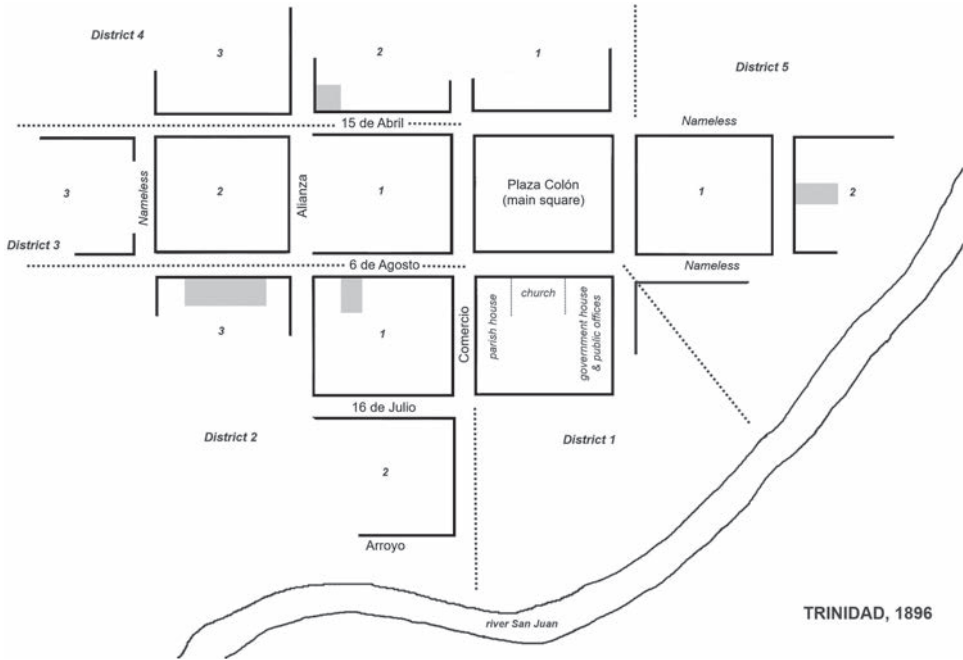 District 4
3
2
1
District 5
15 de Abril
Nameless
3
Nameless
2
Alianza
1
Plaza Colón
(main square)
1
2
District 3
6 de Agosto
Nameless
3
1
Comercio
parish house
church
government house
& public offices
16 de Julio
District 2
2
District 1
Arroyo
river San Juan
TRINIDAD, 1896